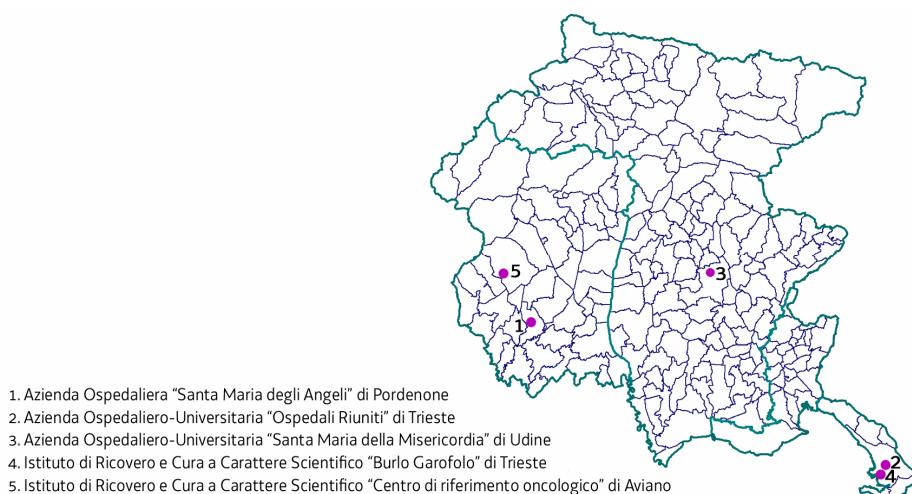 5
3
1
2
4
1. Azienda Ospedaliera “Santa Maria degli Angeli” di Pordenone
2. Azienda Ospedaliero-Universitaria “Ospedali Riuniti” di Trieste
3. Azienda Ospedaliero-Universitaria “Santa Maria della Misericordia” di Udine
4. Istituto di Ricovero e Cura a Carattere Scientifico “Burlo Garofolo” di Trieste
5. Istituto di Ricovero e Cura a Carattere Scientifico “Centro di riferimento oncologico” di Aviano